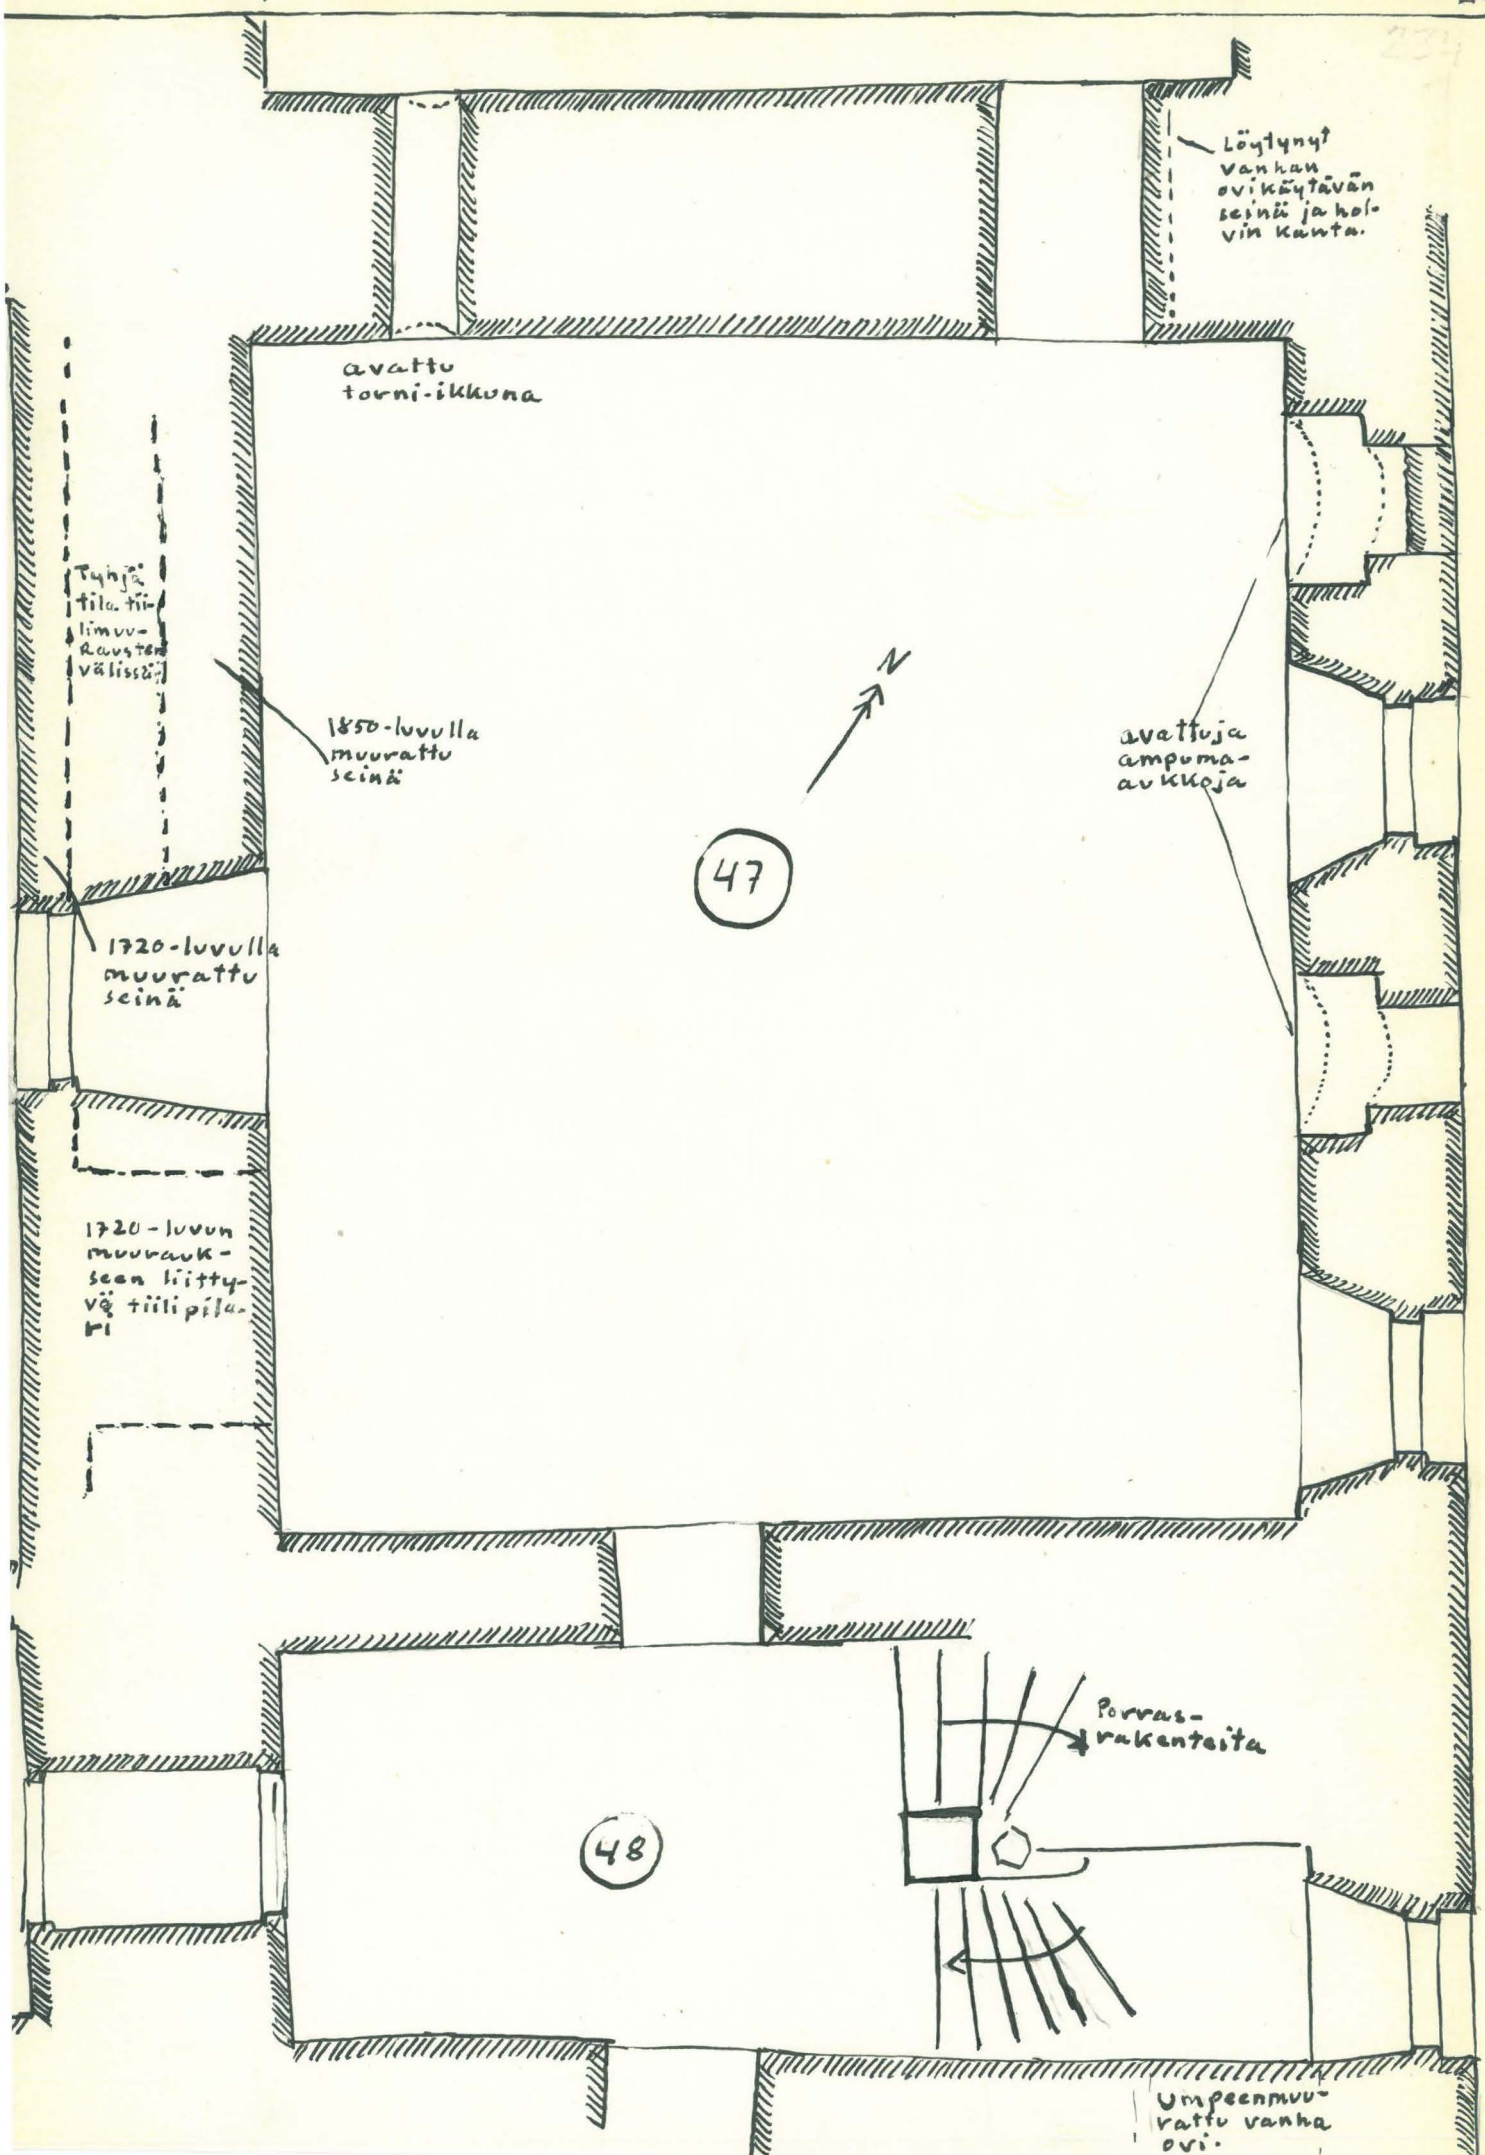 Löytynyt
vanhan
ovikäytävän
seinä ja hol-
vin kanta.
avattu
torni-ikkuna
Tyhjä
tila tii-
limuu-
Rausten
välissä
1850-luvulla
muurattu
seinä
N
avattuja
ampuma-
aukkoja
47
1720-luvulla
muurattu
seinä
1720-luvun
muurauk-
seen liitty-
vä tiilipila-
ri
Porras-
rakenteita
48
Umpeenmuu-
rattu vanha
ovi.